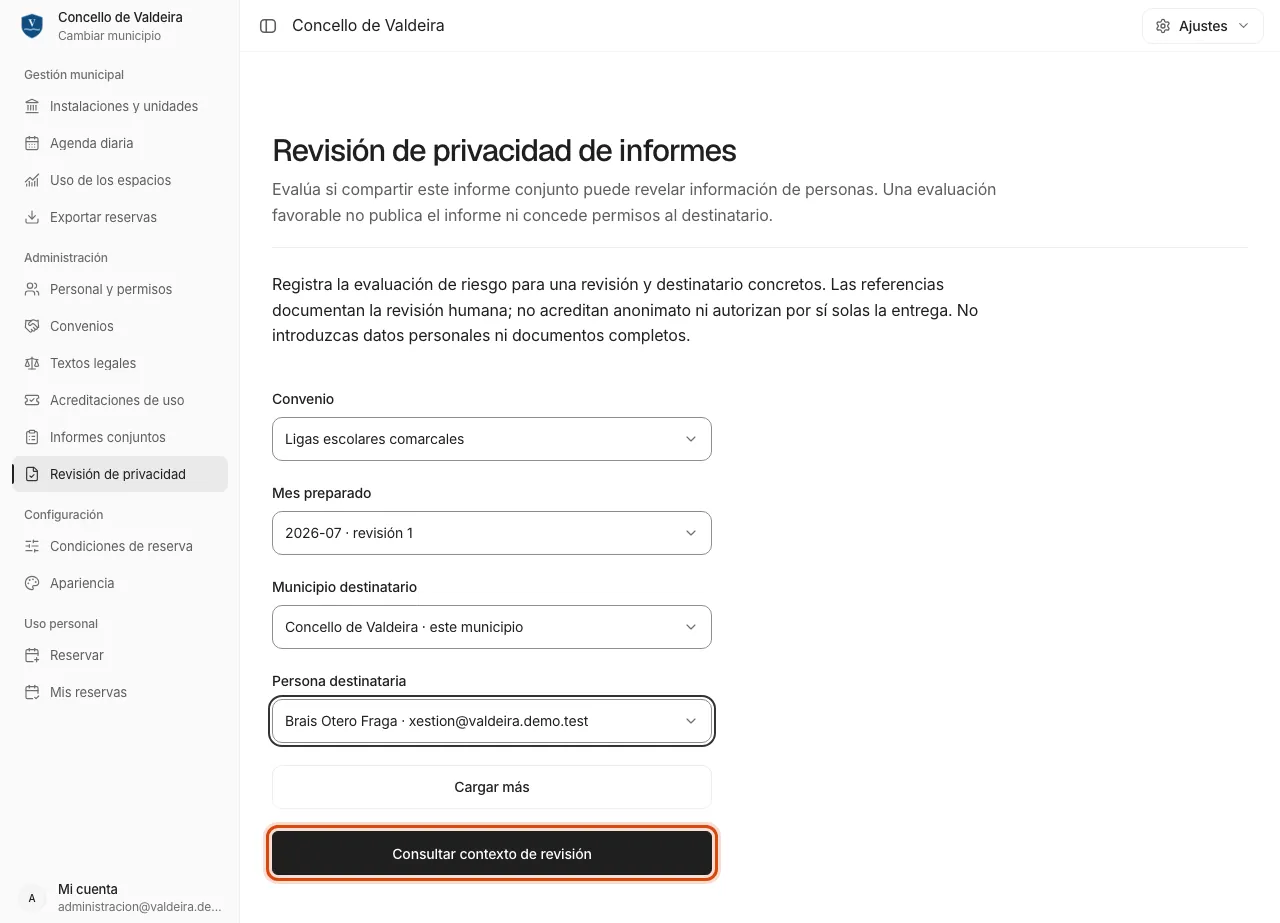 Concello de Valdeira
Cambiar municipio
Gestión municipal
Instalaciones y unidades
Agenda diaria
Uso de los espacios
Exportar reservas
Administración
Personal y permisos
Convenios
Textos legales
Acreditaciones de uso
Informes conjuntos
Revisión de privacidad
Configuración
Condiciones de reserva
Apariencia
Uso personal
Reservar
Mis reservas
A
Mi cuenta
administracion@valdeira.de...
Concello de Valdeira
Ajustes
Revisión de privacidad de informes
Evalúa si compartir este informe conjunto puede revelar información de personas. Una evaluación
favorable no publica el informe ni concede permisos al destinatario.
Registra la evaluación de riesgo para una revisión y destinatario concretos. Las referencias
documentan la revisión humana; no acreditan anonimato ni autorizan por sí solas la entrega. No
introduzcas datos personales ni documentos completos.
Convenio
Ligas escolares comarcales
Mes preparado
2026-07 · revisión 1
Municipio destinatario
Concello de Valdeira · este municipio
Persona destinataria
Brais Otero Fraga · xestion@valdeira.demo.test
Cargar más
Consultar contexto de revisión